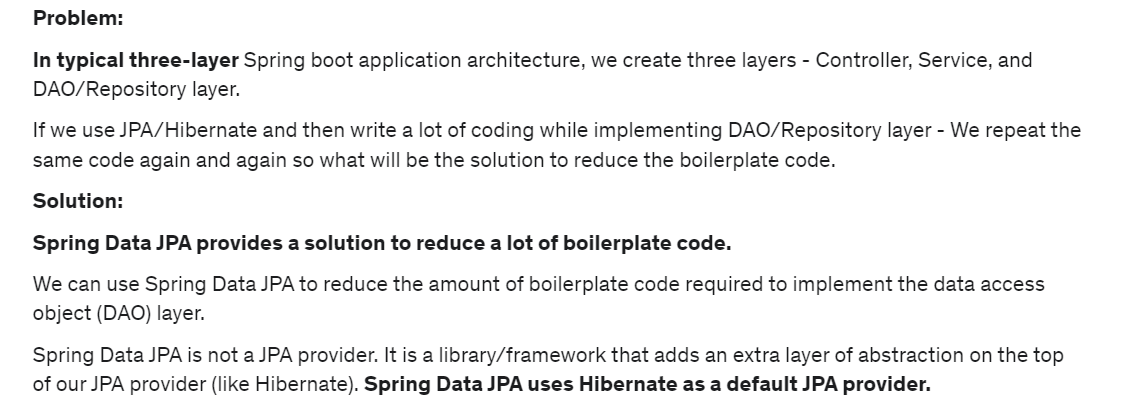 Problem:
In typical three-layer Spring boot application architecture, we create three layers - Controller, Service, and
DAO/Repository layer.
If we use JPA/Hibernate and then write a lot of coding while implementing DAO/Repository layer - We repeat the
same code again and again so what will be the solution to reduce the boilerplate code.
Solution:
Spring Data JPA provides a solution to reduce a lot of boilerplate code.
We can use Spring Data JPA to reduce the amount of boilerplate code required to implement the data access
object (DAO) layer.
Spring Data JPA is not a JPA provider. It is a library/framework that adds an extra layer of abstraction on the top
of our JPA provider (like Hibernate). Spring Data JPA uses Hibernate as a default JPA provider.